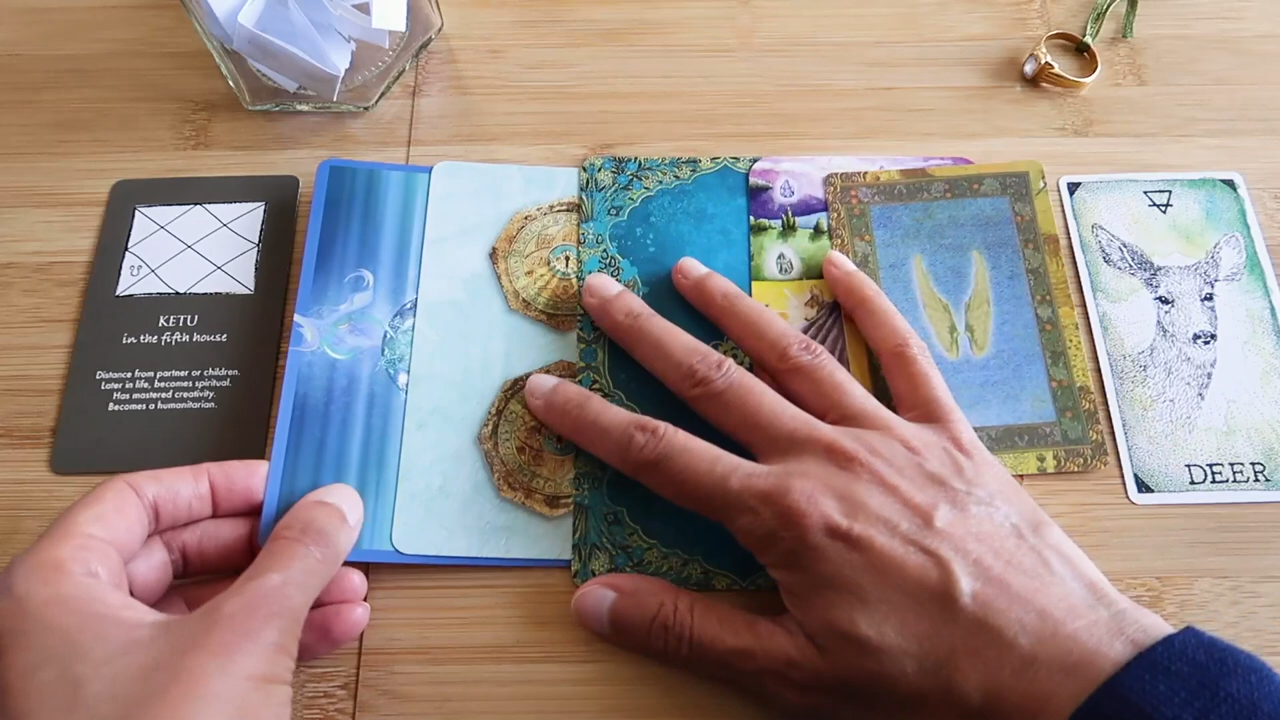 KETU
in the fifth house
Distance from partner or children.
Later in life, becomes spiritual.
Has mastered creativity.
Becomes a humanitarian.
DEER